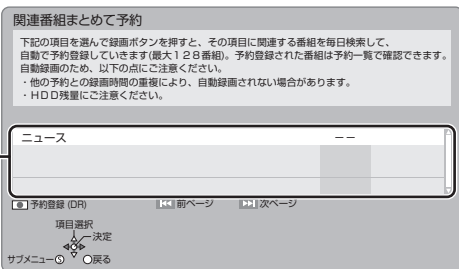 関連番組まとめて予約
下記の項目を選んで録画ボタンを押すと、その項目に関連する番組を毎日検索して、
自動で予約登録していきます(最大128番組)。予約登録された番組は予約一覧で確認できます。
自動録画のため、以下の点にご注意ください。
・他の予約との録画時間の重複により、自動録画されない場合があります。
・HDD残量にご注意ください。
ニュース －－
予約登録 (DR) 前ページ 次ページ
項目選択
決定
サブメニュー S 戻る